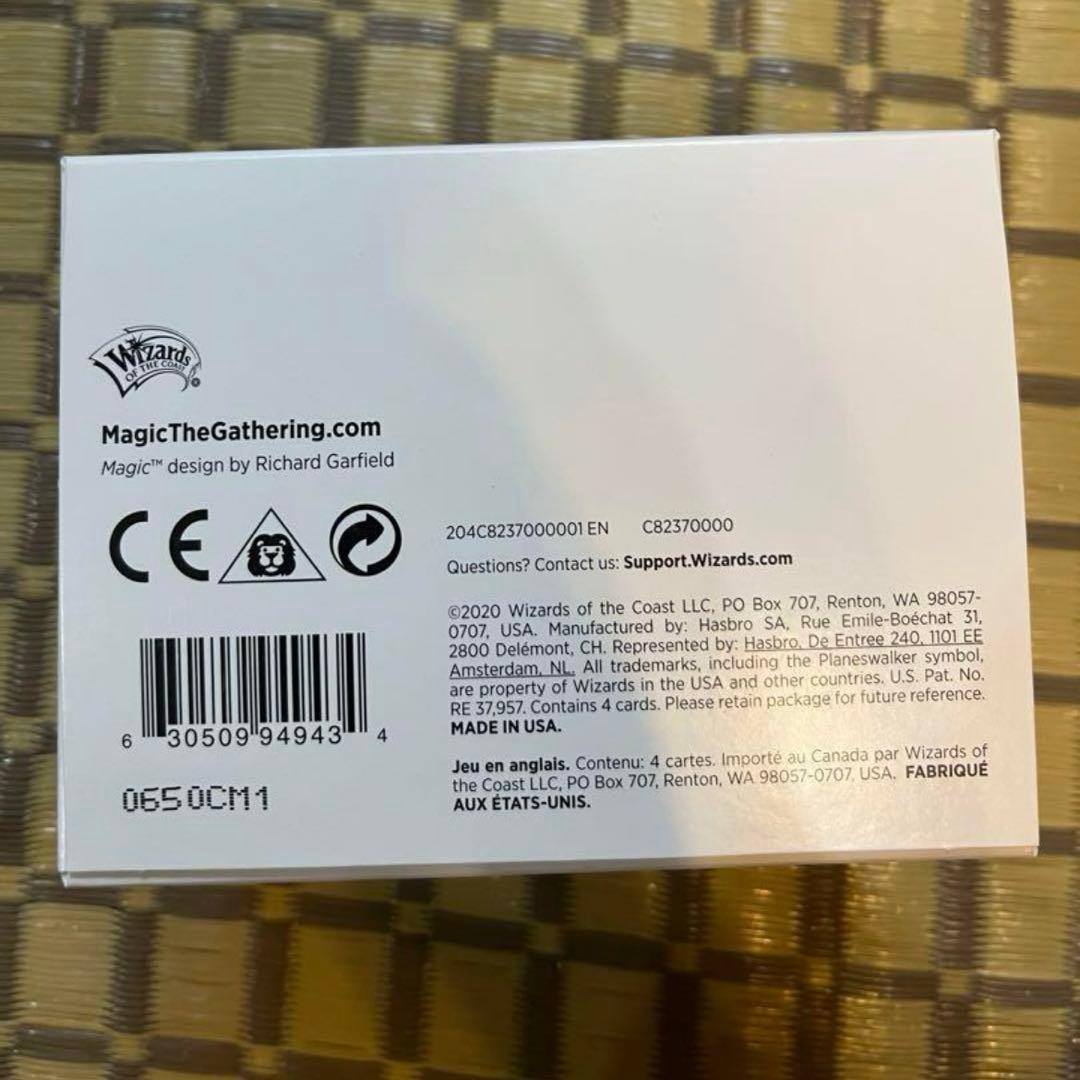 Wizards
OF THE COAST
MagicTheGathering.com
Magic™ design by Richard Garfield
CE
6 30509 94943 4
0650CM1
204C8237000001 EN C82370000
Questions? Contact us: Support.Wizards.com
©2020 Wizards of the Coast LLC, PO Box 707, Renton, WA 98057-
0707, USA. Manufactured by: Hasbro SA, Rue Emile-Boéchat 31,
2800 Delémont, CH. Represented by: Hasbro, De Entree 240, 1101 EE
Amsterdam, NL. All trademarks, including the Planeswalker symbol,
are property of Wizards in the USA and other countries. U.S. Pat. No.
RE 37,957. Contains 4 cards. Please retain package for future reference.
MADE IN USA.
Jeu en anglais. Contenu: 4 cartes. Importé au Canada par Wizards of
the Coast LLC, PO Box 707, Renton, WA 98057-0707, USA. FABRIQUÉ
AUX ÉTATS-UNIS.